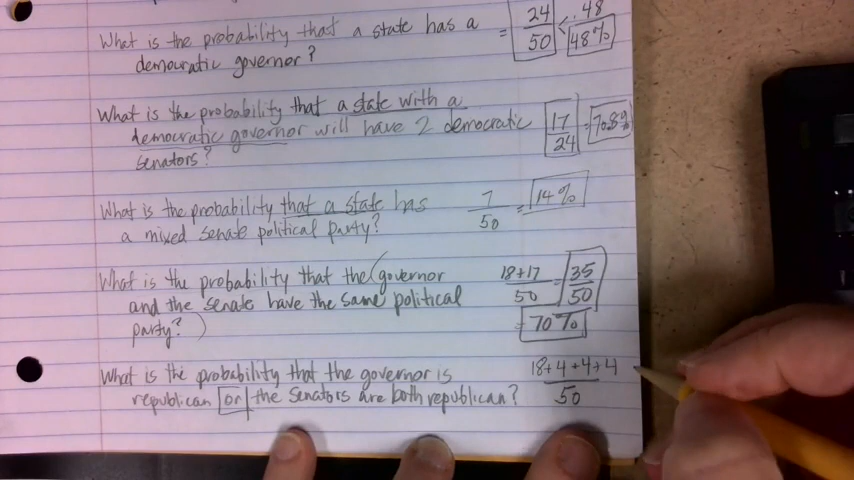 What is the probability that a state has a
democratic governor?
= 24/50 < .48
48%
What is the probability that a state with a
democratic governor will have 2 democratic
senators?
17/24 = 70.8%
What is the probability that a state has
a mixed senate political party?
7/50 = 14%
What is the probability that the (governor
and the senate have the same political
party?)
18+17/50 = 35/50
= 70%
What is the probability that the governor is
republican or the senators are both republican?
18+4+4+4/50